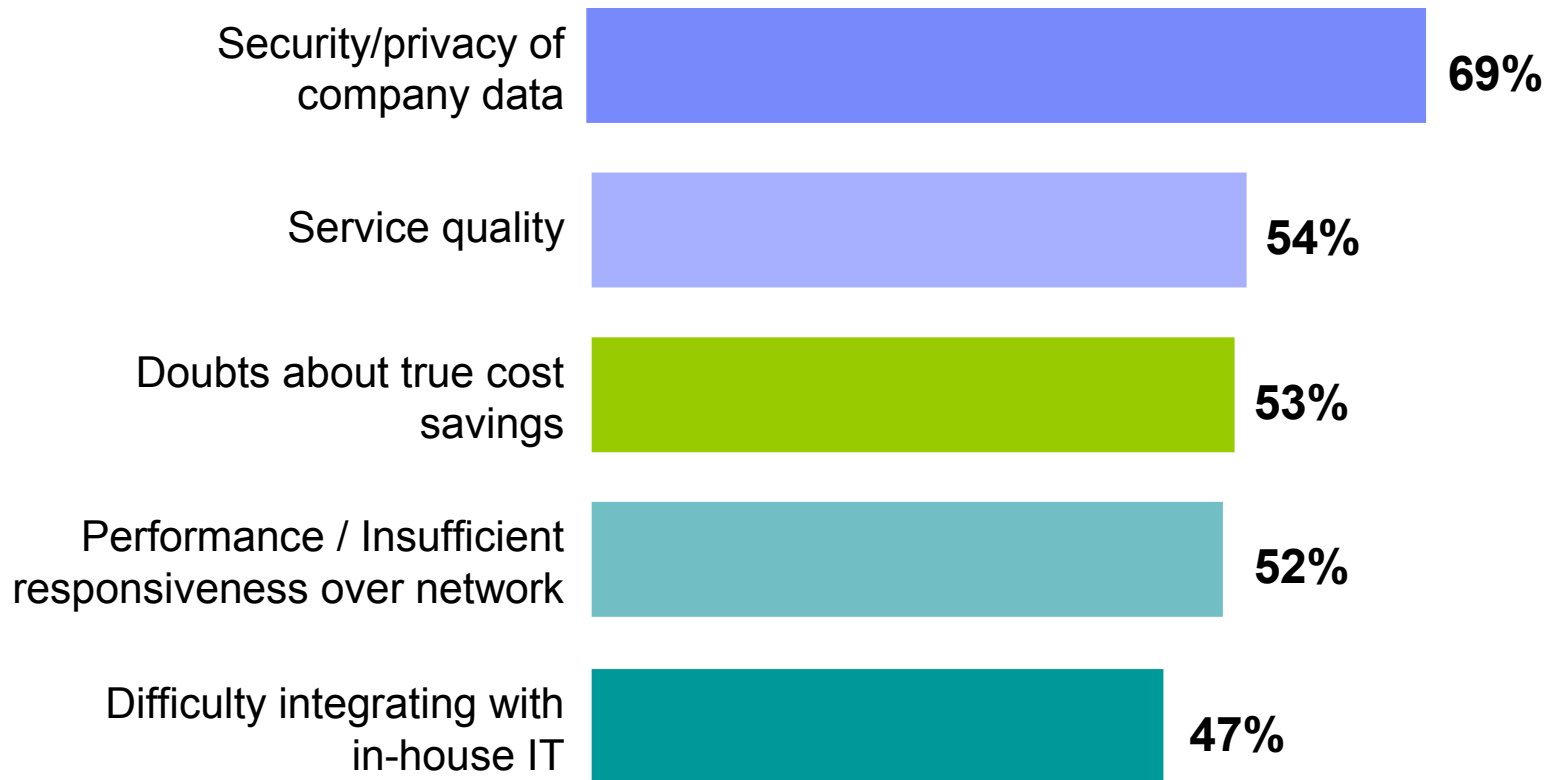 Security/privacy of
company data
69%
Service quality
54%
Doubts about true cost
savings
53%
Performance / Insufficient
responsiveness over network
52%
Difficulty integrating with
in-house IT
47%